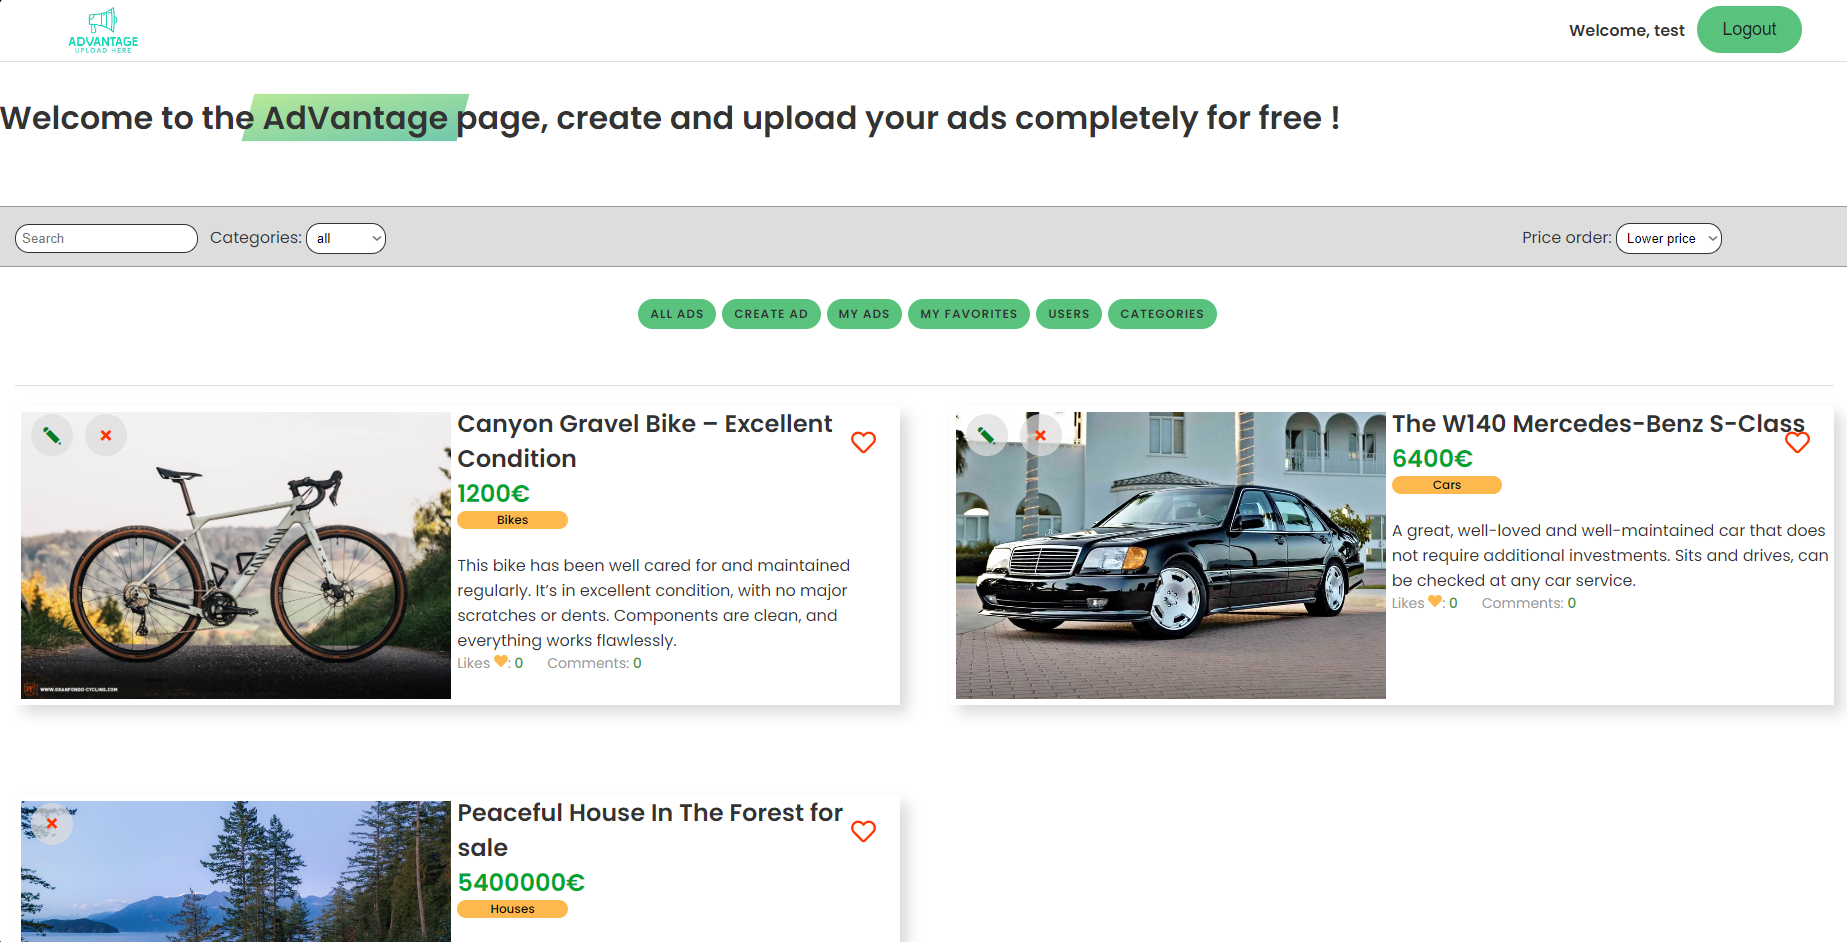 ADVANTAGE
UPLOAD HERE
Welcome, test
Logout
Welcome to the AdVantage page, create and upload your ads completely for free !
Search
Categories: all
Price order: Lower price
ALL ADS
CREATE AD
MY ADS
MY FAVORITES
USERS
CATEGORIES
Canyon Gravel Bike – Excellent
Condition
1200€
Bikes
This bike has been well cared for and maintained
regularly. It’s in excellent condition, with no major
scratches or dents. Components are clean, and
everything works flawlessly.
Likes : 0 Comments: 0
CANYON
WWW.GRANFONDO-CYCLING.COM
The W140 Mercedes-Benz S-Class
6400€
Cars
A great, well-loved and well-maintained car that does
not require additional investments. Sits and drives, can
be checked at any car service.
Likes : 0 Comments: 0
Peaceful House In The Forest for
sale
5400000€
Houses